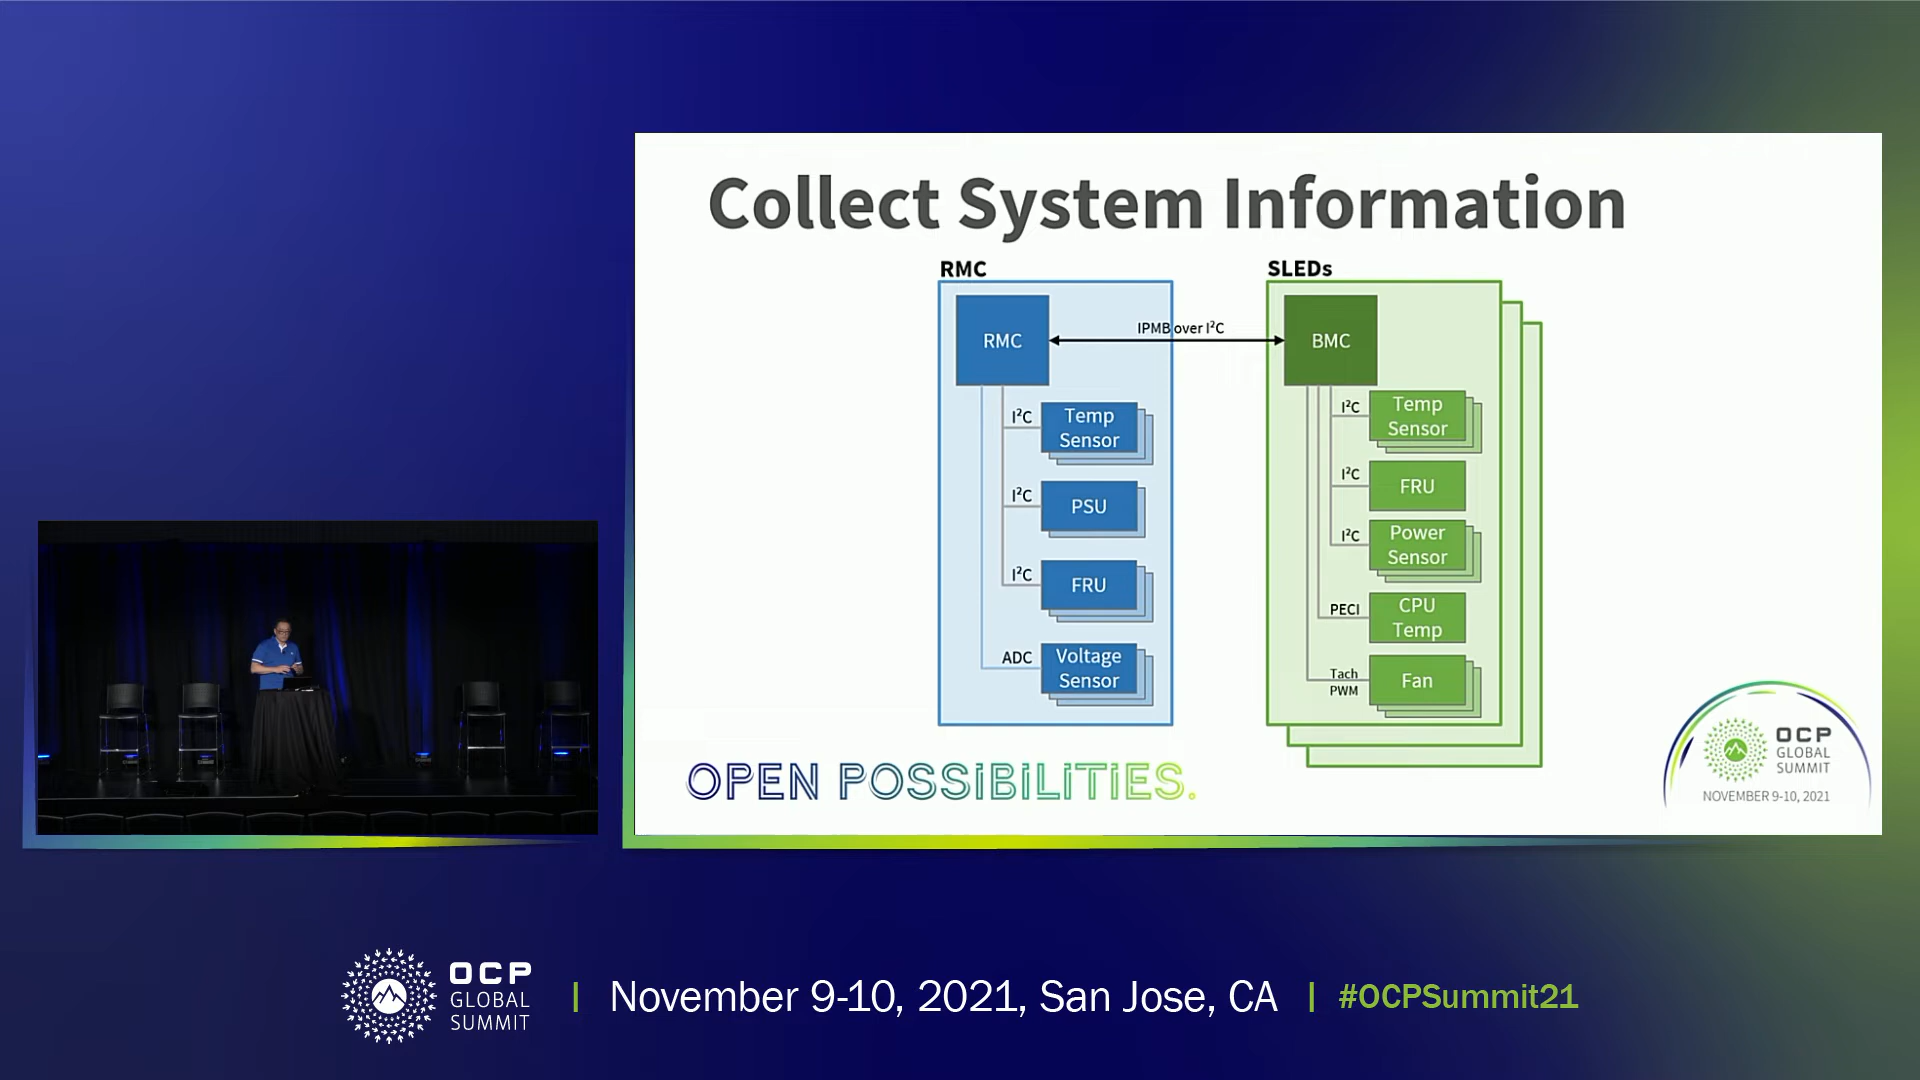 Collect System Information
RMC
RMC
IPMB over I²C
I²C
Temp
Sensor
I²C
PSU
I²C
FRU
ADC
Voltage
Sensor
SLEDs
BMC
I²C
Temp
Sensor
I²C
FRU
I²C
Power
Sensor
PECI
CPU
Temp
Tach
PWM
Fan
OPEN POSSIBILITIES.
OCP
GLOBAL
SUMMIT
NOVEMBER 9-10, 2021
OCP
GLOBAL
SUMMIT
November 9-10, 2021, San Jose, CA
#OCPSummit21